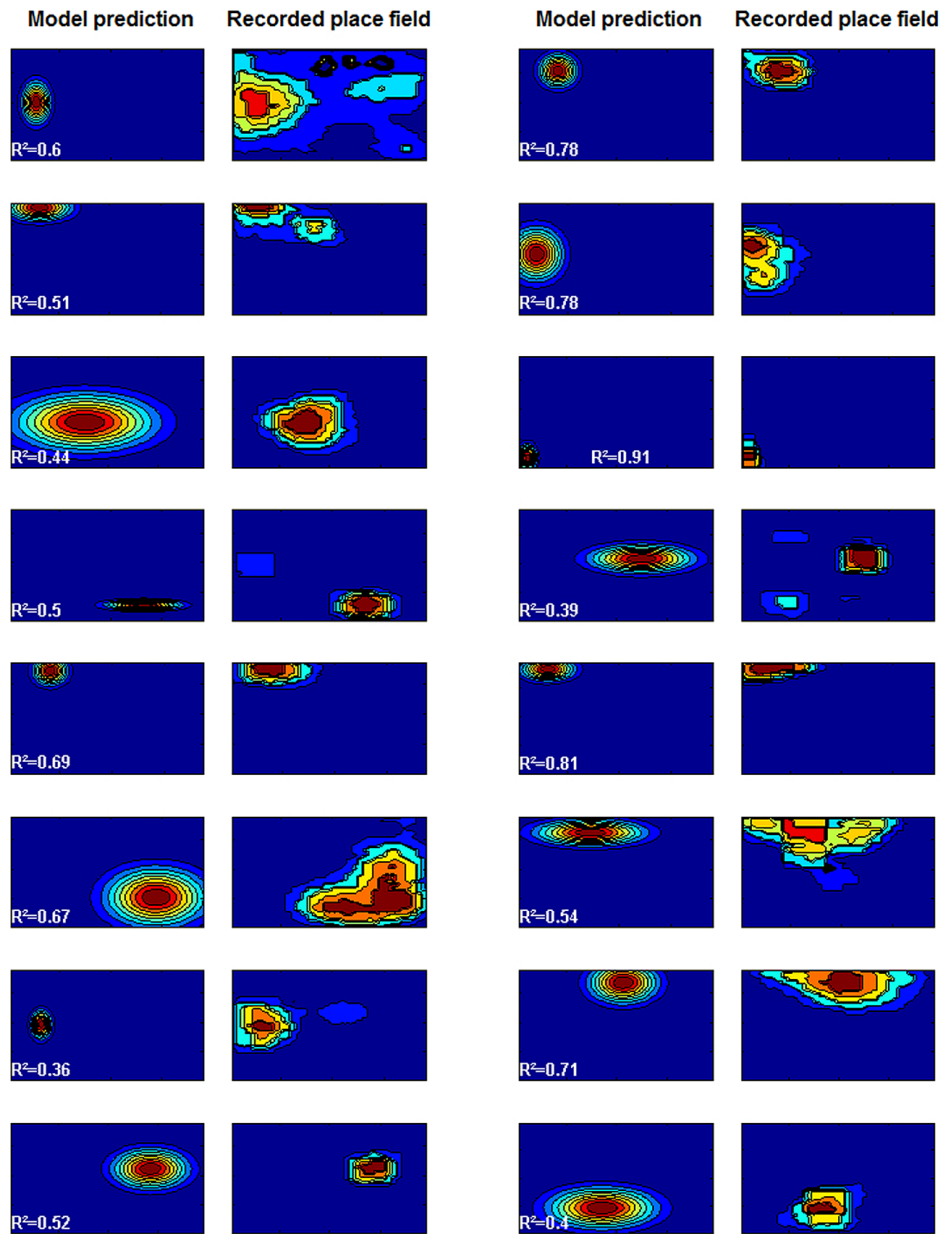 Model prediction Recorded place field Model prediction Recorded place field
R²=0.6 R²=0.78
R²=0.51 R²=0.78
R²=0.44 R²=0.91
R²=0.5 R²=0.39
R²=0.69 R²=0.81
R²=0.67 R²=0.54
R²=0.36 R²=0.71
R²=0.52 R²=0.4